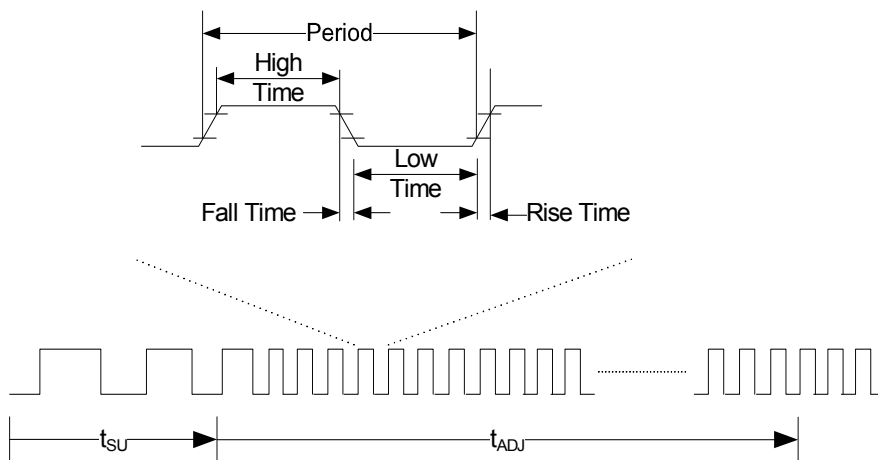 Period
High
Time
Low
Time
Fall Time
Rise Time
tSU
tADJ